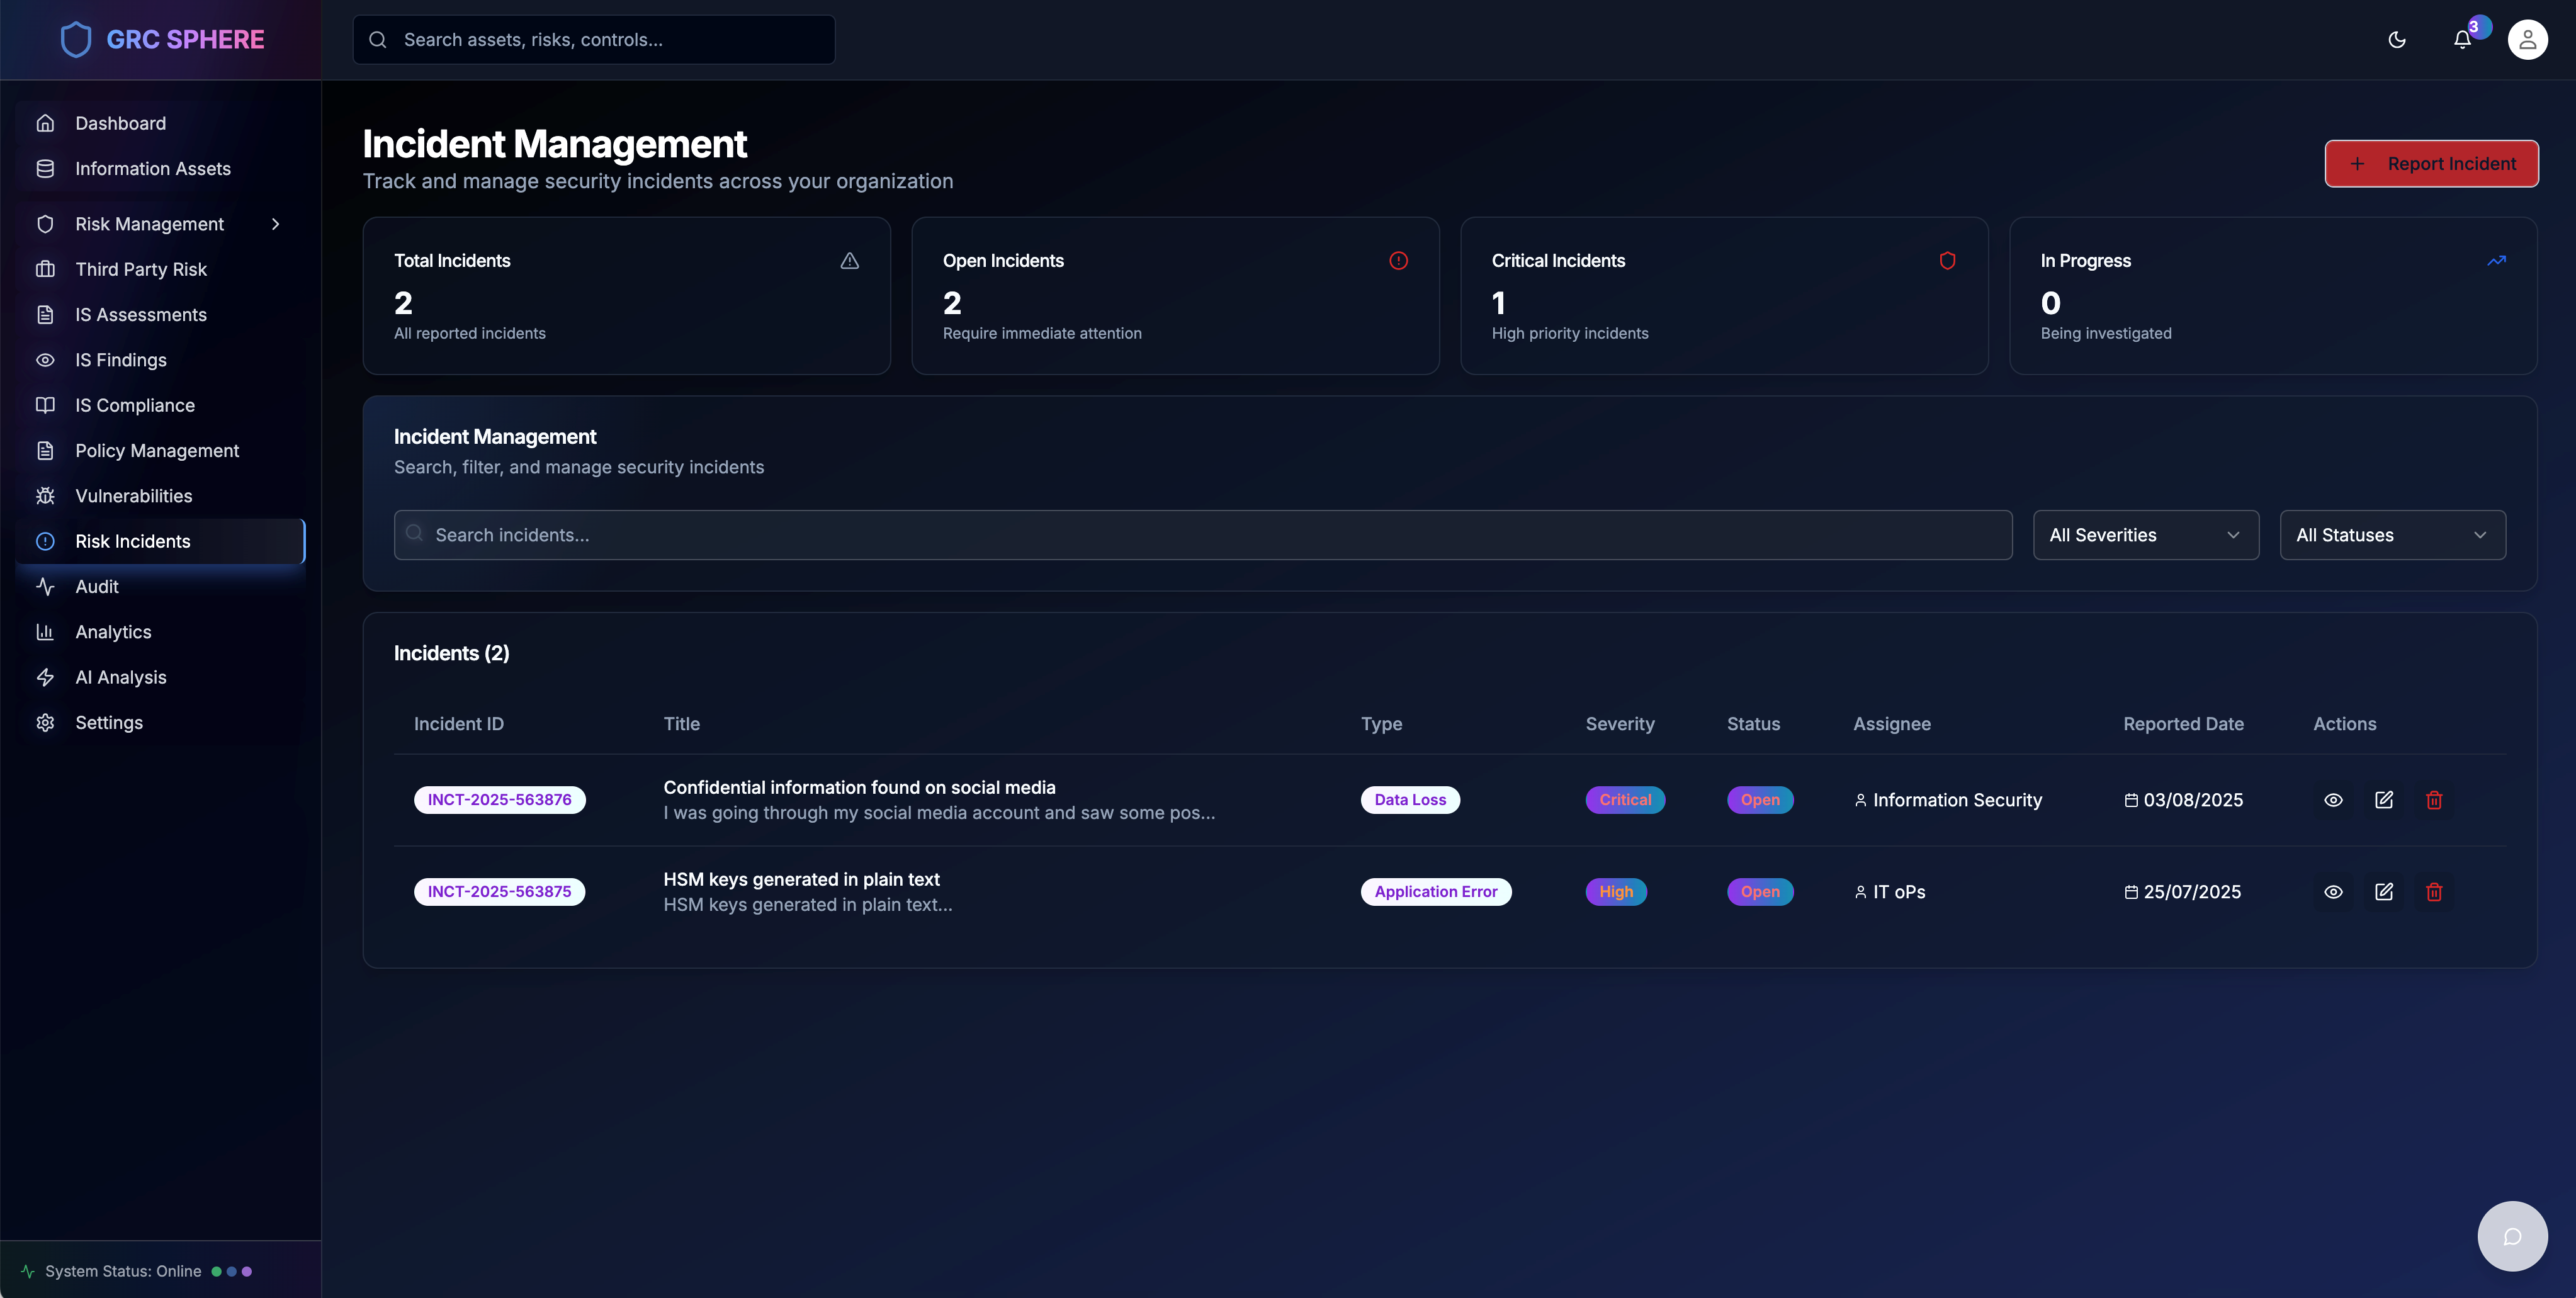 GRC SPHERE
Search assets, risks, controls...
3
Dashboard
Information Assets
Risk Management
Third Party Risk
IS Assessments
IS Findings
IS Compliance
Policy Management
Vulnerabilities
Risk Incidents
Audit
Analytics
AI Analysis
Settings
System Status: Online
Incident Management
Track and manage security incidents across your organization
Report Incident
Total Incidents
2
All reported incidents
Open Incidents
2
Require immediate attention
Critical Incidents
1
High priority incidents
In Progress
0
Being investigated
Incident Management
Search, filter, and manage security incidents
Search incidents...
All Severities
All Statuses
Incidents (2)
Incident ID Title Type Severity Status Assignee Reported Date Actions
INCT-2025-563876 Confidential information found on social media Data Loss Critical Open Information Security 03/08/2025
I was going through my social media account and saw some pos...
INCT-2025-563875 HSM keys generated in plain text Application Error High Open IT oPs 25/07/2025
HSM keys generated in plain text...